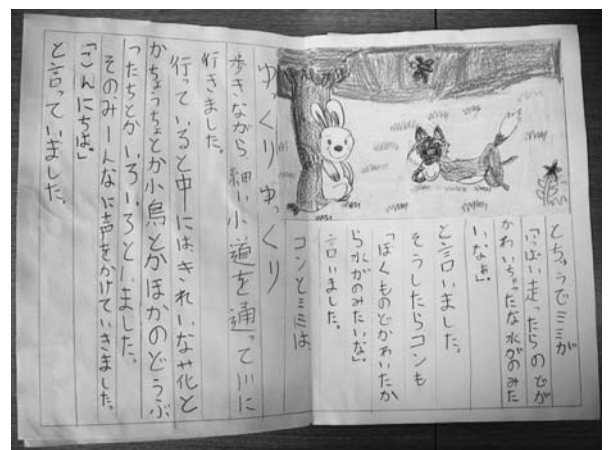 とちゅうでミミが
「いっぱい走ったらのどが
かわいちゃったな水がのみた
いなぁ。」
と言いました。
そうしたらコンも
「ぼくものどかわいたか
ら水がのみたいな」
言いました。
コンとミミは、
ゆっくりゆっくり
歩きながら、細い小道を通って川に
行きました。
行っていると中にはきれいな花と
かちょうちょとか小鳥とかほかのどうぶ
つたちとかいろいろといました。
そのみーんなに声をかけていきました。
「こんにちは。」
と言っていました。